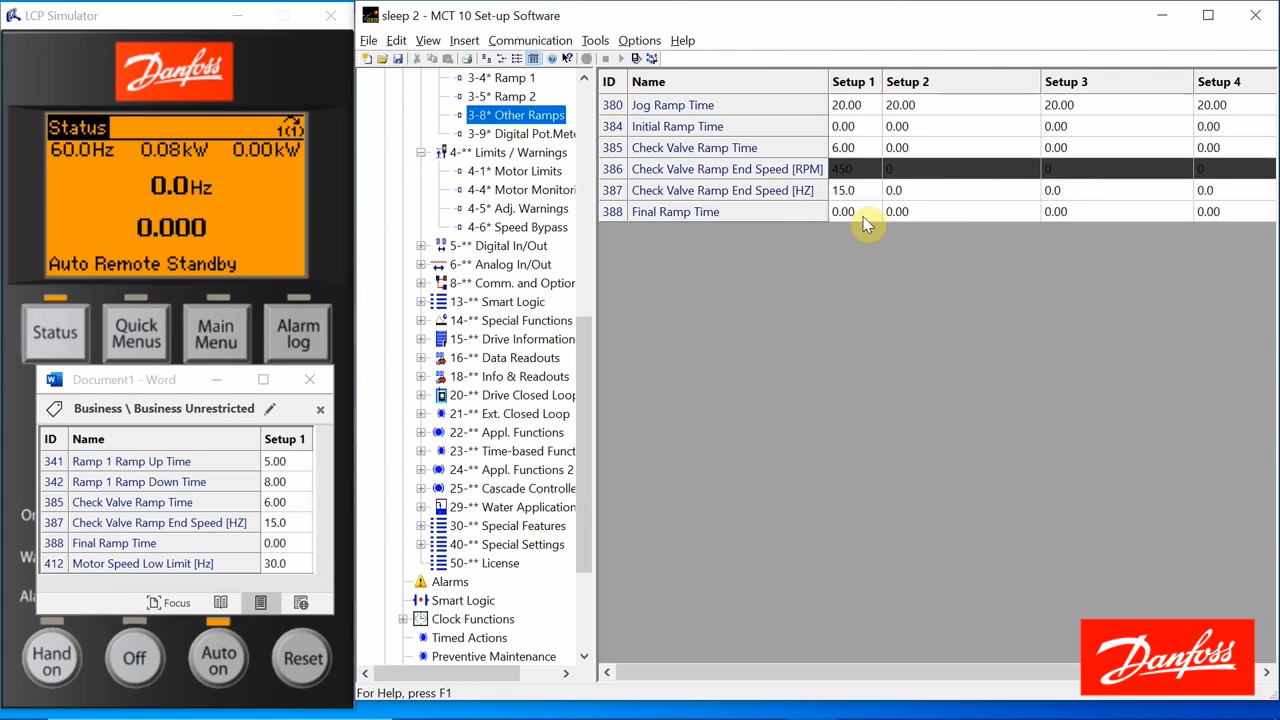 LCP Simulator
Danfoss
Status
1(1)
60.0Hz 0.08kW 0.00kW
0.0Hz
0.000
Auto Remote Standby
Status
Quick Menus
Main Menu
Alarm log
Document1 - Word
Business \ Business Unrestricted
ID Name Setup 1
341 Ramp 1 Ramp Up Time 5.00
342 Ramp 1 Ramp Down Time 8.00
385 Check Valve Ramp Time 6.00
387 Check Valve Ramp End Speed [HZ] 15.0
388 Final Ramp Time 0.00
412 Motor Speed Low Limit [Hz] 30.0
Focus
On
Wa
Ala
Hand on
Off
Auto on
Reset
sleep 2 - MCT 10 Set-up Software
File Edit View Insert Communication Tools Options Help
3-4* Ramp 1
3-5* Ramp 2
3-8* Other Ramps
3-9* Digital Pot.Mete
4-** Limits / Warnings
4-1* Motor Limits
4-4* Motor Monitori
4-5* Adj. Warnings
4-6* Speed Bypass
5-** Digital In/Out
6-** Analog In/Out
8-** Comm. and Option
13-** Smart Logic
14-** Special Functions
15-** Drive Information
16-** Data Readouts
18-** Info & Readouts
20-** Drive Closed Loop
21-** Ext. Closed Loop
22-** Appl. Functions
23-** Time-based Funct
24-** Appl. Functions 2
25-** Cascade Controlle
29-** Water Application
30-** Special Features
40-** Special Settings
50-** License
Alarms
Smart Logic
Clock Functions
Timed Actions
Preventive Maintenance
ID Name Setup 1 Setup 2 Setup 3 Setup 4
380 Jog Ramp Time 20.00 20.00 20.00 20.00
384 Initial Ramp Time 0.00 0.00 0.00 0.00
385 Check Valve Ramp Time 6.00 0.00 0.00 0.00
386 Check Valve Ramp End Speed [RPM] 450 0 0 0
387 Check Valve Ramp End Speed [HZ] 15.0 0.0 0.0 0.0
388 Final Ramp Time 0.00 0.00 0.00 0.00
For Help, press F1
Danfoss